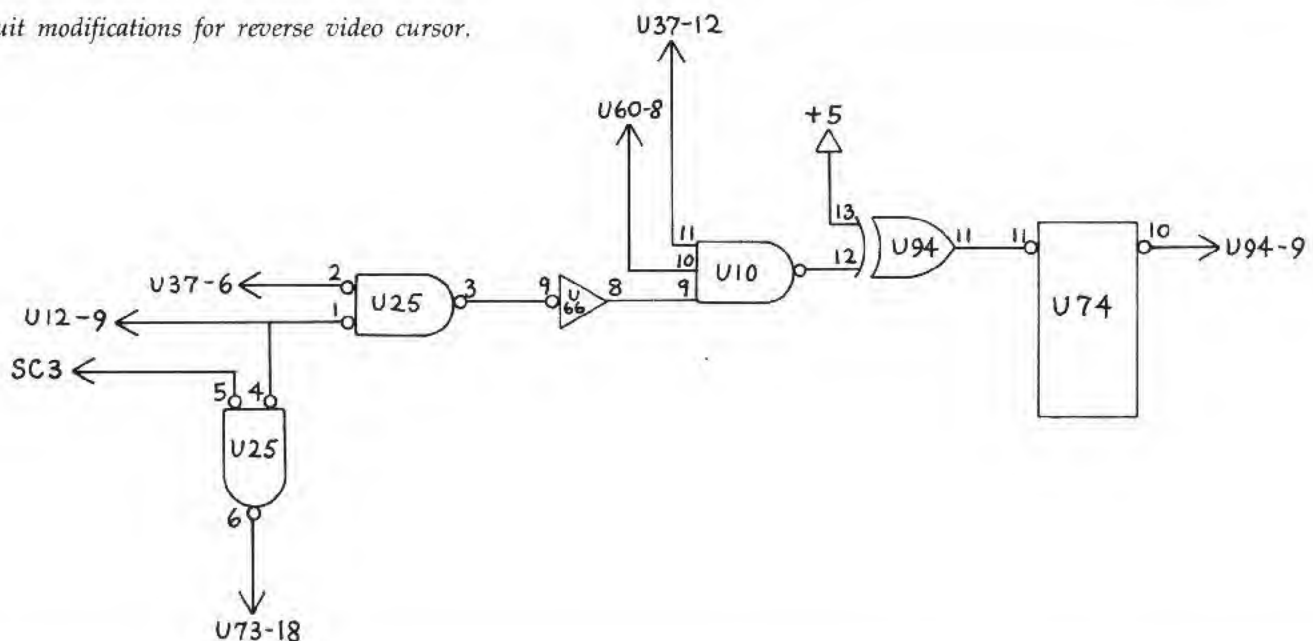 uit modifications for reverse video cursor.
U37-12
U60-8
+5
13
11
U94
11
11
10
U94-9
10
U10
12
9
U74
U37-6
2
U25
3
9
U
66
8
U12-9
1
SC3
5
4
U25
6
U73-18